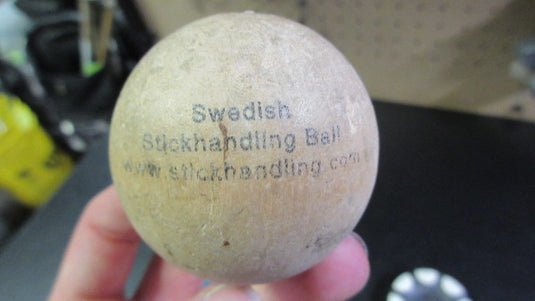 Swedish
Stickhandling Ball
www.stickhandling.com